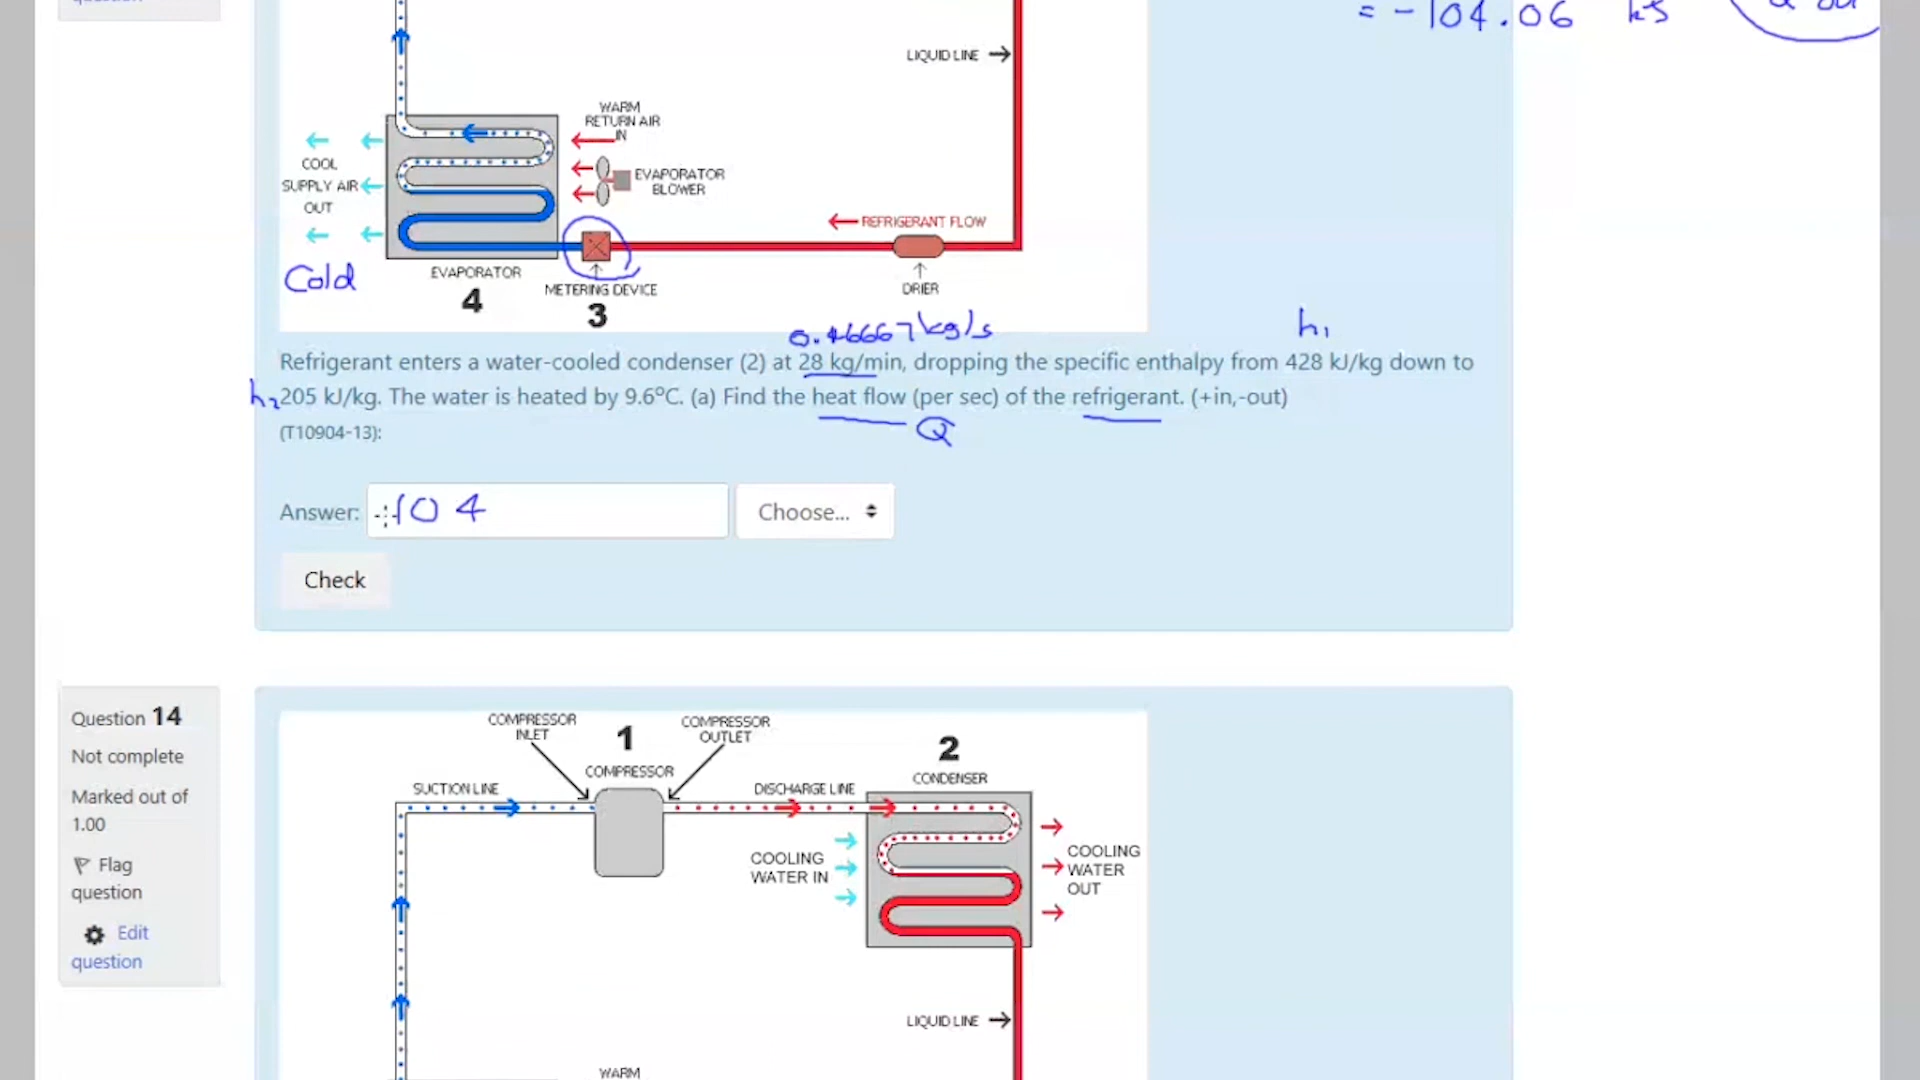 question
= -104.06 kJ
LIQUID LINE
WARM
RETURN AIR
IN
COOL
SUPPLY AIR
OUT
EVAPORATOR
BLOWER
REFRIGERANT FLOW
Cold
EVAPORATOR
4
METERING DEVICE
3
DRIER
0.46667 kg/s
h₁
Refrigerant enters a water-cooled condenser (2) at 28 kg/min, dropping the specific enthalpy from 428 kJ/kg down to
h₂ 205 kJ/kg. The water is heated by 9.6°C. (a) Find the heat flow (per sec) of the refrigerant. (+in,-out)
Q
(T10904-13):
Answer: -104 Choose...
Check
Question 14
Not complete
Marked out of
1.00
Flag
question
Edit
question
COMPRESSOR
INLET
1
COMPRESSOR
OUTLET
COMPRESSOR
2
CONDENSER
SUCTION LINE
DISCHARGE LINE
COOLING
WATER IN
COOLING
WATER
OUT
LIQUID LINE
WARM